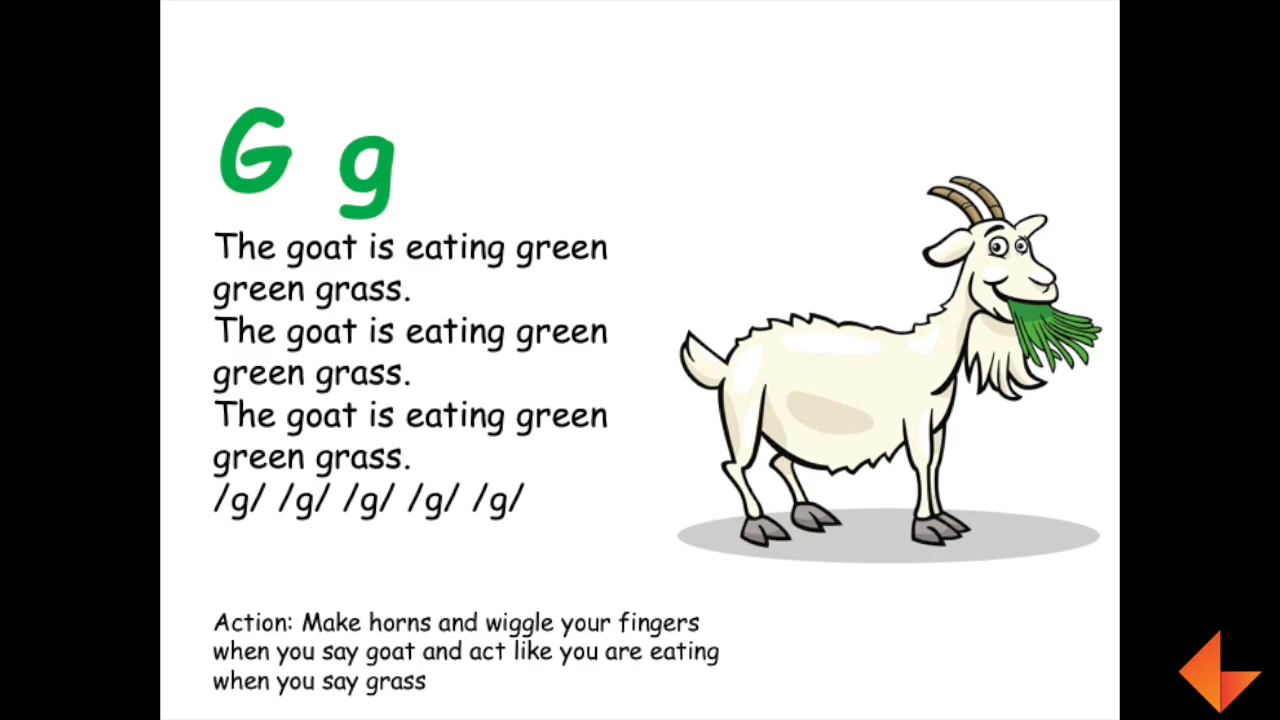 G g
The goat is eating green
green grass.
The goat is eating green
green grass.
The goat is eating green
green grass.
/g/ /g/ /g/ /g/ /g/
Action: Make horns and wiggle your fingers
when you say goat and act like you are eating
when you say grass